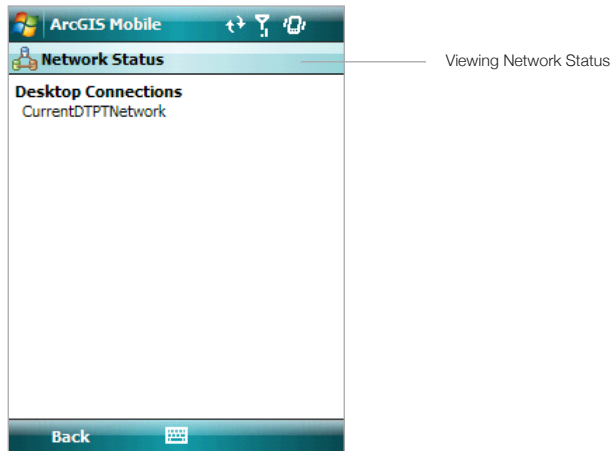 ArcGIS Mobile
Network Status
Viewing Network Status
Desktop Connections
CurrentDTPTNetwork
Back